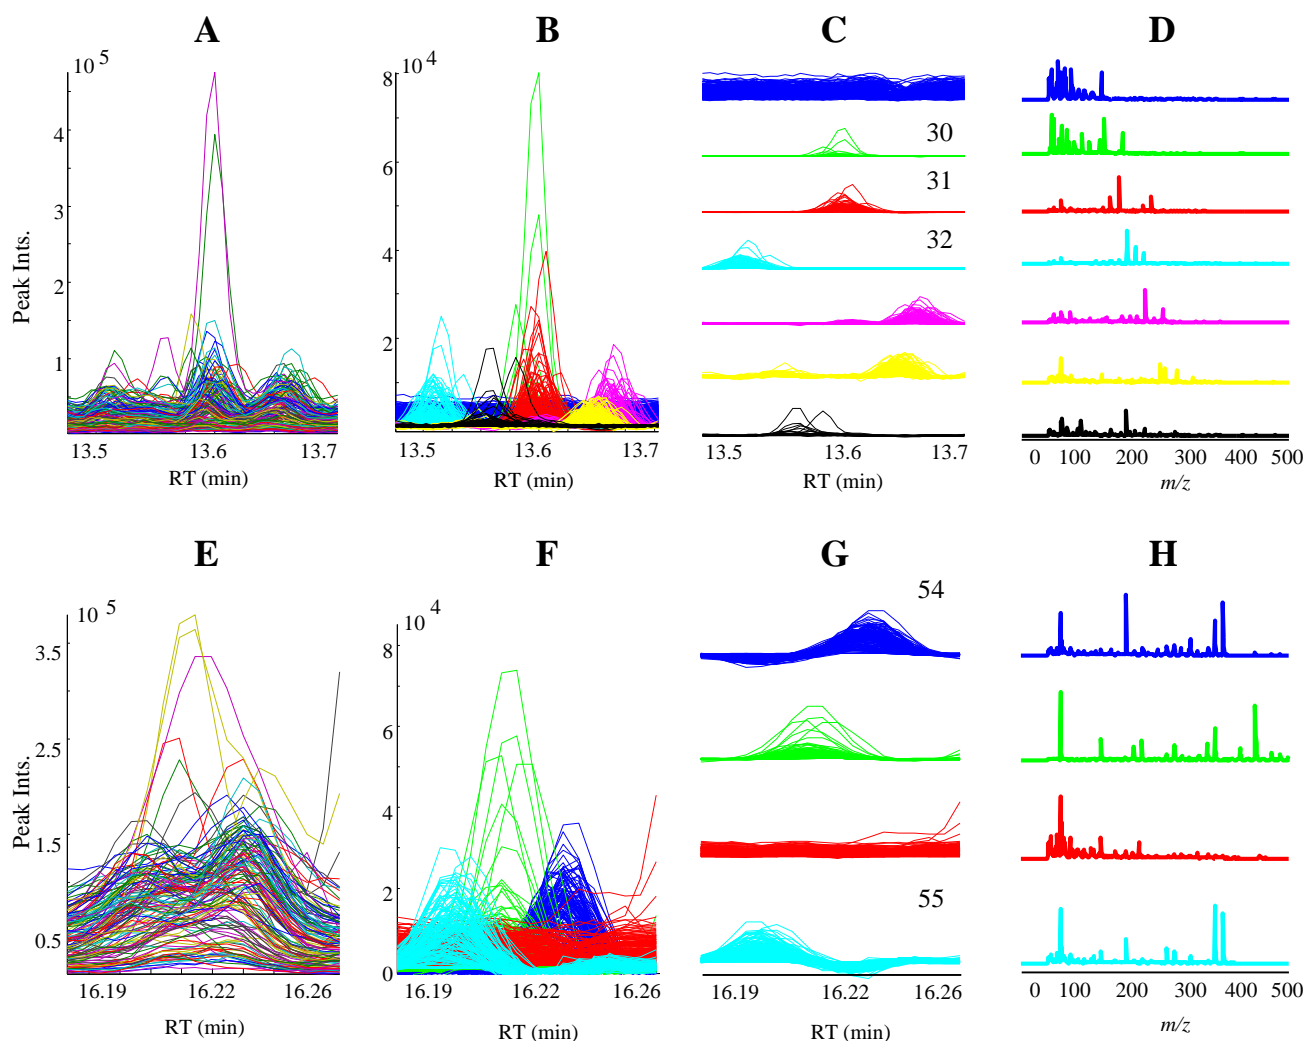 A B C D
10 5
4
3
2
1
Peak Ints.
13.5 13.6 13.7
RT (min)
10 4
8
6
4
2
13.5 13.6 13.7
RT (min)
30
31
32
13.5 13.6 13.7
RT (min)
0 100 200 300 400 500
m/z
E F G H
10 5
3.5
2.5
1.5
0.5
Peak Ints.
16.19 16.22 16.26
RT (min)
10 4
8
6
4
2
0
16.19 16.22 16.26
RT (min)
54
55
16.19 16.22 16.26
RT (min)
0 100 200 300 400 500
m/z